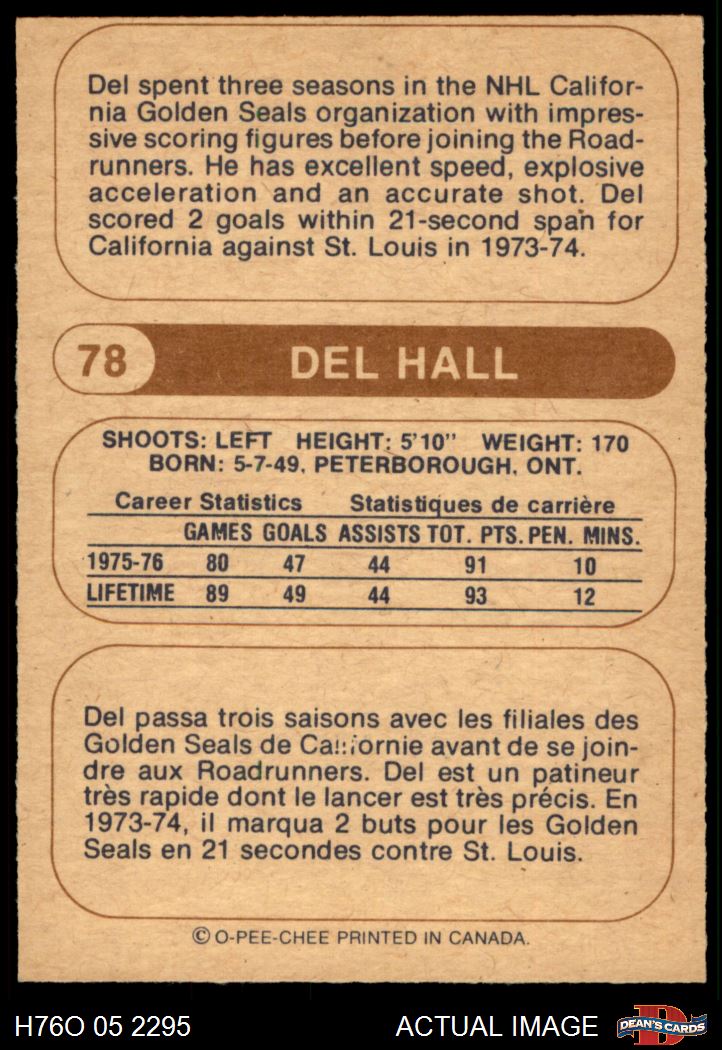 Del spent three seasons in the NHL Califor-
nia Golden Seals organization with impres-
sive scoring figures before joining the Road-
runners. He has excellent speed, explosive
acceleration and an accurate shot. Del
scored 2 goals within 21-second span for
California against St. Louis in 1973-74.
78 DEL HALL
SHOOTS: LEFT HEIGHT: 5'10" WEIGHT: 170
BORN: 5-7-49, PETERBOROUGH, ONT.
Career Statistics Statistiques de carrière
GAMES GOALS ASSISTS TOT. PTS. PEN. MINS.
1975-76 80 47 44 91 10
LIFETIME 89 49 44 93 12
Del passa trois saisons avec les filiales des
Golden Seals de Californie avant de se join-
dre aux Roadrunners. Del est un patineur
très rapide dont le lancer est très précis. En
1973-74, il marqua 2 buts pour les Golden
Seals en 21 secondes contre St. Louis.
© O-PEE-CHEE PRINTED IN CANADA.
H76O 05 2295 ACTUAL IMAGE D DEAN'S CARDS